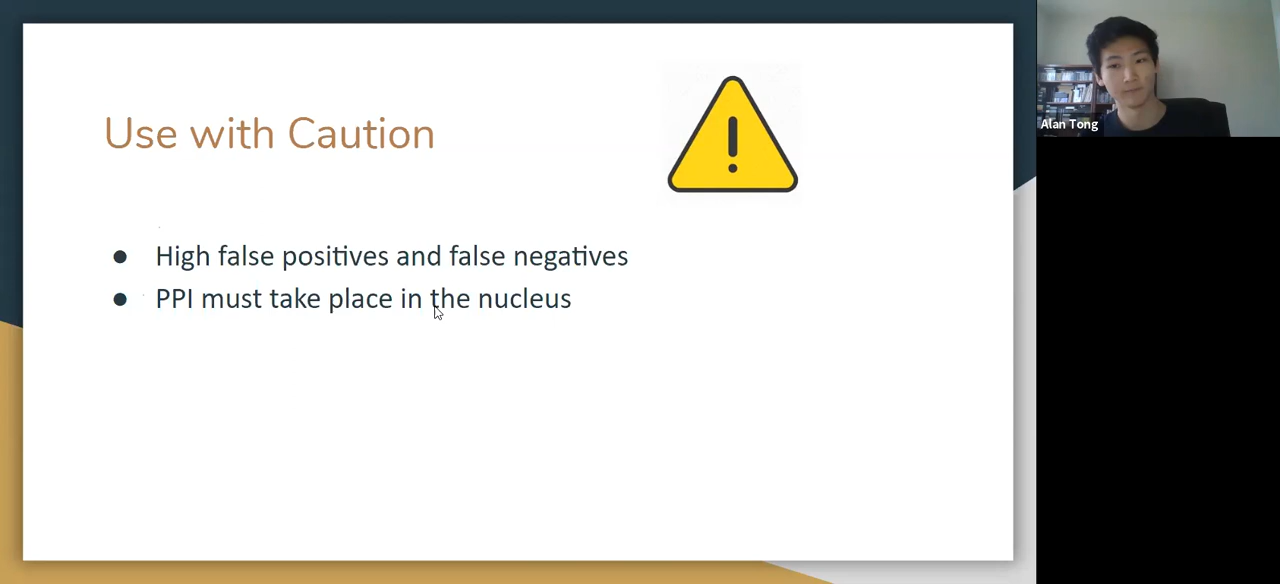 Use with Caution
High false positives and false negatives
PPI must take place in the nucleus
Alan Tong